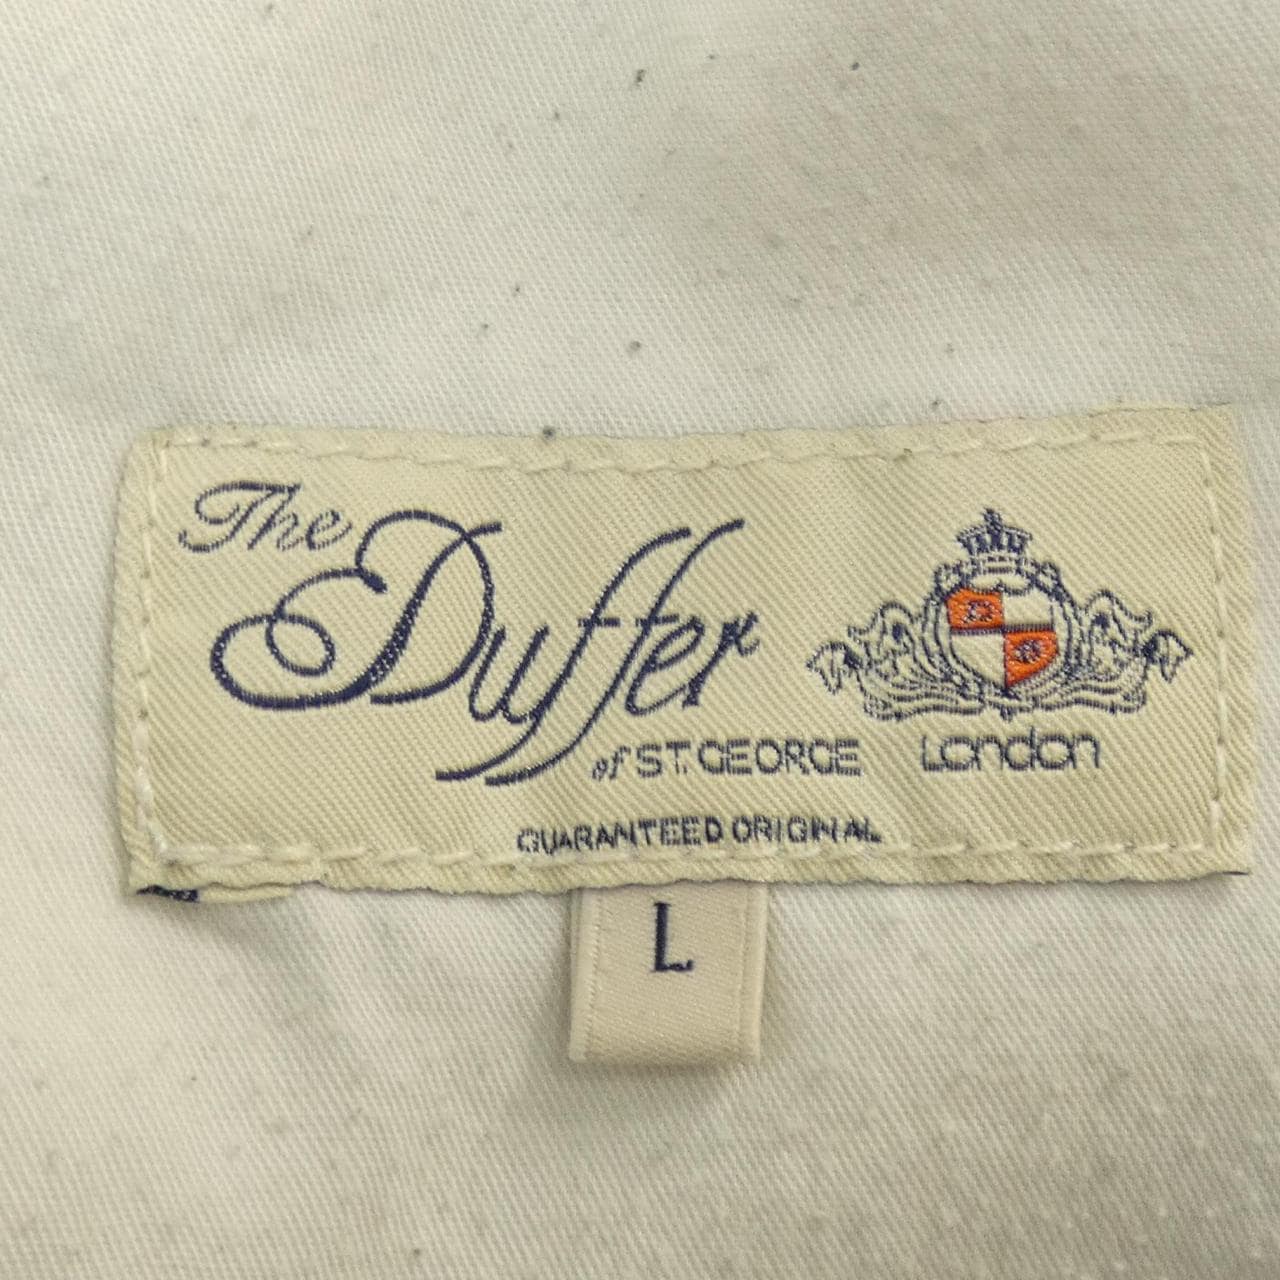 The
Duffer
of ST. GEORGE
London
GUARANTEED ORIGINAL
L